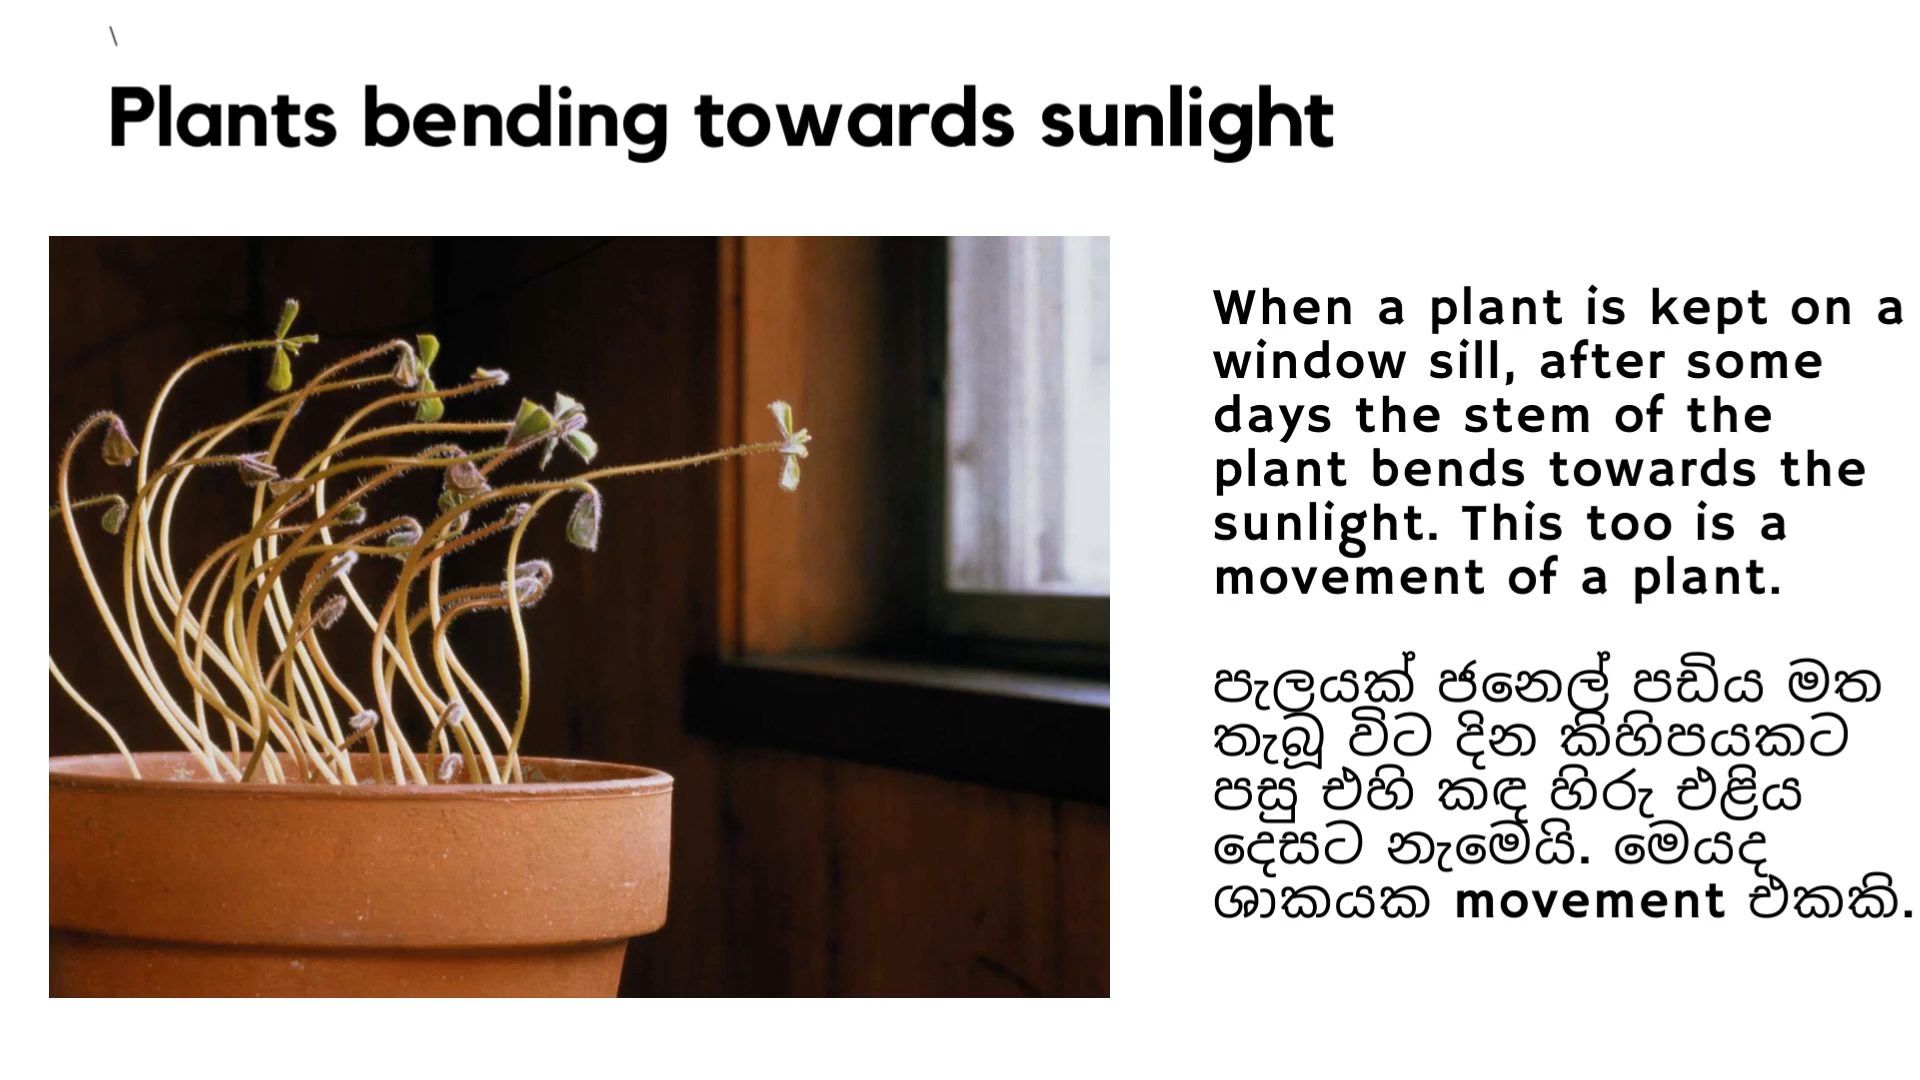 \
Plants bending towards sunlight
When a plant is kept on a
window sill, after some
days the stem of the
plant bends towards the
sunlight. This too is a
movement of a plant.
පැලයක් ජනෙල් පඩිය මත
තැබූ විට දින කිහිපයකට
පසු එහි කඳ හිරු එළිය
දෙසට නැමෙයි. මෙයද
ශාකයක movement එකකි.